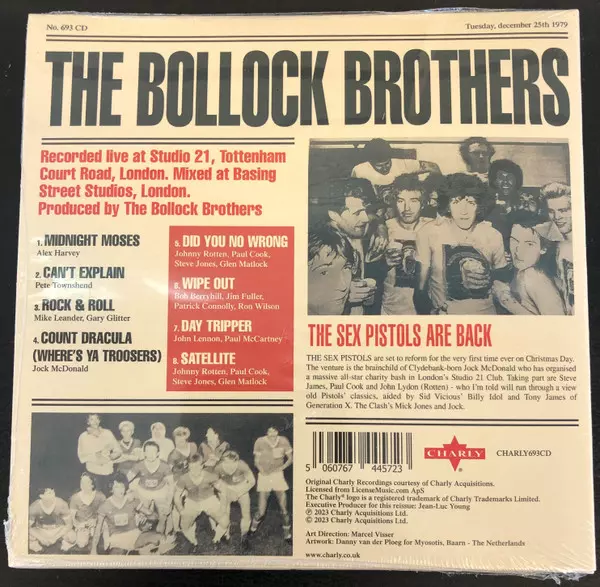 No. 693 CD
Tuesday, december 25th 1979
THE BOLLOCK BROTHERS
Recorded live at Studio 21, Tottenham
Court Road, London. Mixed at Basing
Street Studios, London.
Produced by The Bollock Brothers
1. MIDNIGHT MOSES
Alex Harvey
2. CAN'T EXPLAIN
Pete Townshend
3. ROCK & ROLL
Mike Leander, Gary Glitter
4. COUNT DRACULA
(WHERE'S YA TROOSERS)
Jock McDonald
5. DID YOU NO WRONG
Johnny Rotten, Paul Cook,
Steve Jones, Glen Matlock
6. WIPE OUT
Bob Berryhill, Jim Fuller,
Patrick Connolly, Ron Wilson
7. DAY TRIPPER
John Lennon, Paul McCartney
8. SATELLITE
Johnny Rotten, Paul Cook,
Steve Jones, Glen Matlock
THE SEX PISTOLS ARE BACK
THE SEX PISTOLS are set to reform for the very first time ever on Christmas Day.
The venture is the brainchild of Clydebank-born Jock McDonald who has organised
a massive all-star charity bash in London's Studio 21 Club. Taking part are Steve
James, Paul Cook and John Lydon (Rotten) - who I'm told will run through a view
old Pistols' classics, aided by Sid Vicious' Billy Idol and Tony James of
Generation X. The Clash's Mick Jones and Jock.
5 060767 445723
CHARLY
CHARLY693CD
Original Charly Recordings courtesy of Charly Acquisitions.
Licensed from LicenseMusic.com ApS
The Charly® logo is a registered trademark of Charly Trademarks Limited.
Executive Producer for this reissue: Jean-Luc Young
℗ 2023 Charly Acquisitions Ltd.
© 2023 Charly Acquisitions Ltd.
Art Direction: Marcel Visser
Artwork: Danny van der Ploeg for Myosotis, Baarn - The Netherlands
www.charly.co.uk